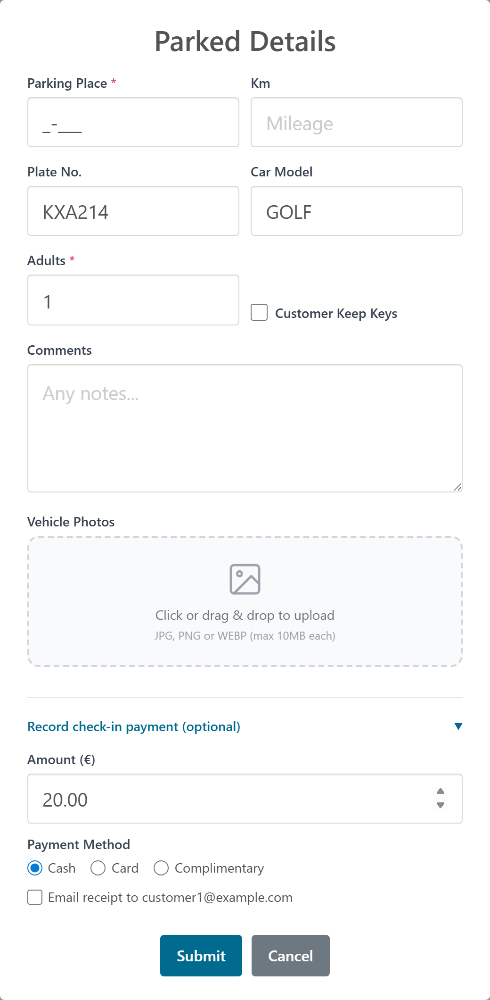 Parked Details
Parking Place *
Km
_-___
Mileage
Plate No.
Car Model
KXA214
GOLF
Adults *
1
Customer Keep Keys
Comments
Any notes...
Vehicle Photos
Click or drag & drop to upload
JPG, PNG or WEBP (max 10MB each)
Record check-in payment (optional) ▼
Amount (€)
20.00
Payment Method
Cash Card Complimentary
Email receipt to customer1@example.com
Submit Cancel